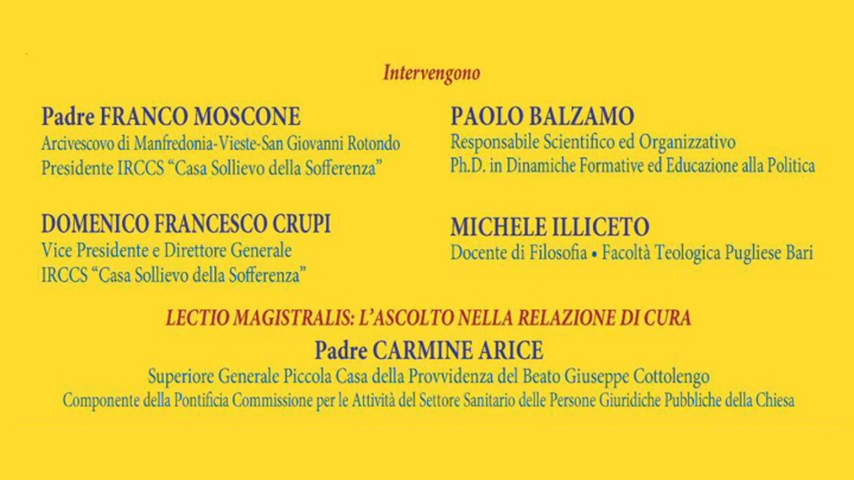 Intervengono
Padre FRANCO MOSCONE
Arcivescovo di Manfredonia-Vieste-San Giovanni Rotondo
Presidente IRCCS “Casa Sollievo della Sofferenza”
PAOLO BALZAMO
Responsabile Scientifico ed Organizzativo
Ph.D. in Dinamiche Formative ed Educazione alla Politica
DOMENICO FRANCESCO CRUPI
Vice Presidente e Direttore Generale
IRCCS “Casa Sollievo della Sofferenza”
MICHELE ILLICETO
Docente di Filosofia • Facoltà Teologica Pugliese Bari
LECTIO MAGISTRALIS: L’ASCOLTO NELLA RELAZIONE DI CURA
Padre CARMINE ARICE
Superiore Generale Piccola Casa della Provvidenza del Beato Giuseppe Cottolengo
Componente della Pontificia Commissione per le Attività del Settore Sanitario delle Persone Giuridiche Pubbliche della Chiesa